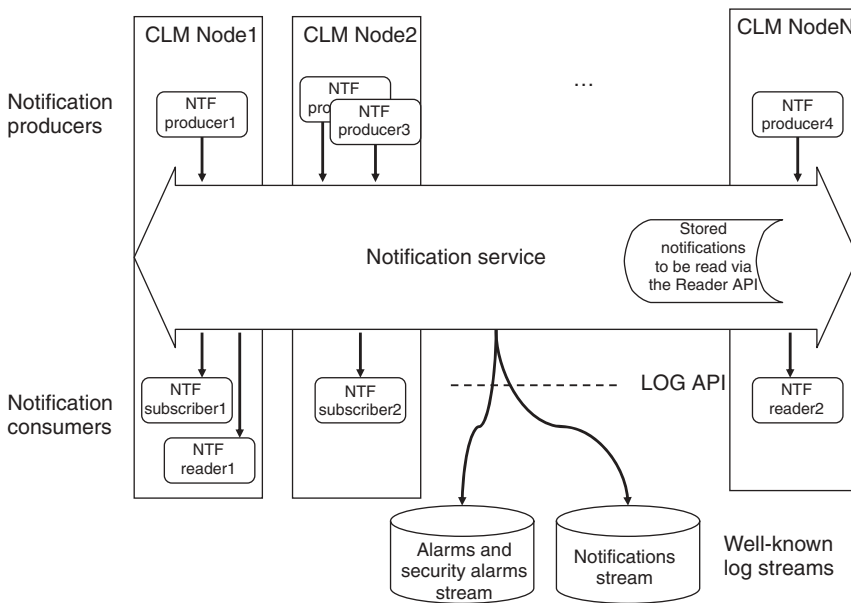 CLM Node1
CLM Node2
CLM NodeN
Notification
producers
NTF
producer1
NTF
NTF
producer3
...
NTF
producer4
Notification service
Stored
notifications
to be read via
the Reader API
Notification
consumers
NTF
subscriber1
NTF
reader1
NTF
subscriber2
LOG API
NTF
reader2
Alarms and
security alarms
stream
Notifications
stream
Well-known
log streams